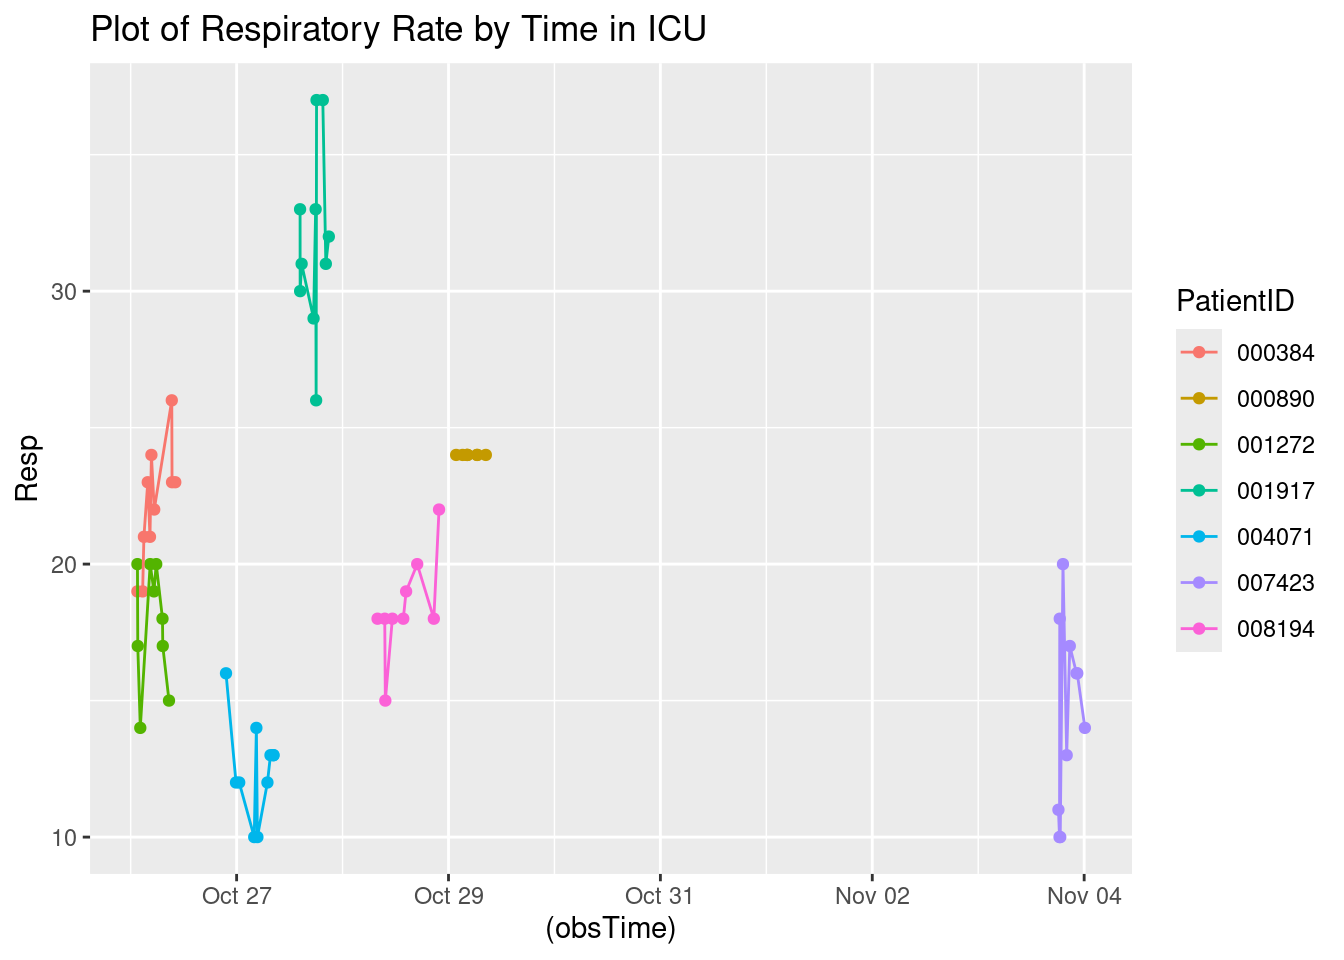 Plot of Respiratory Rate by Time in ICU
30
20
10
Resp
Oct 27
Oct 29
Oct 31
Nov 02
Nov 04
(obsTime)
PatientID
000384
000890
001272
001917
004071
007423
008194